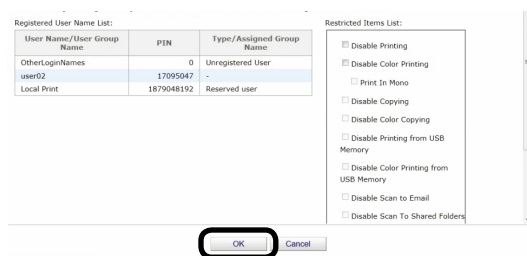 Registered User Name List:
User Name/User Group Name
PIN
Type/Assigned Group Name
OtherLoginNames 0 Unregistered User
user02 17095047 -
Local Print 1879048192 Reserved user
Restricted Items List:
Disable Printing
Disable Color Printing
Print In Mono
Disable Copying
Disable Color Copying
Disable Printing from USB
Memory
Disable Color Printing from
USB Memory
Disable Scan to Email
Disable Scan To Shared Folders
OK Cancel